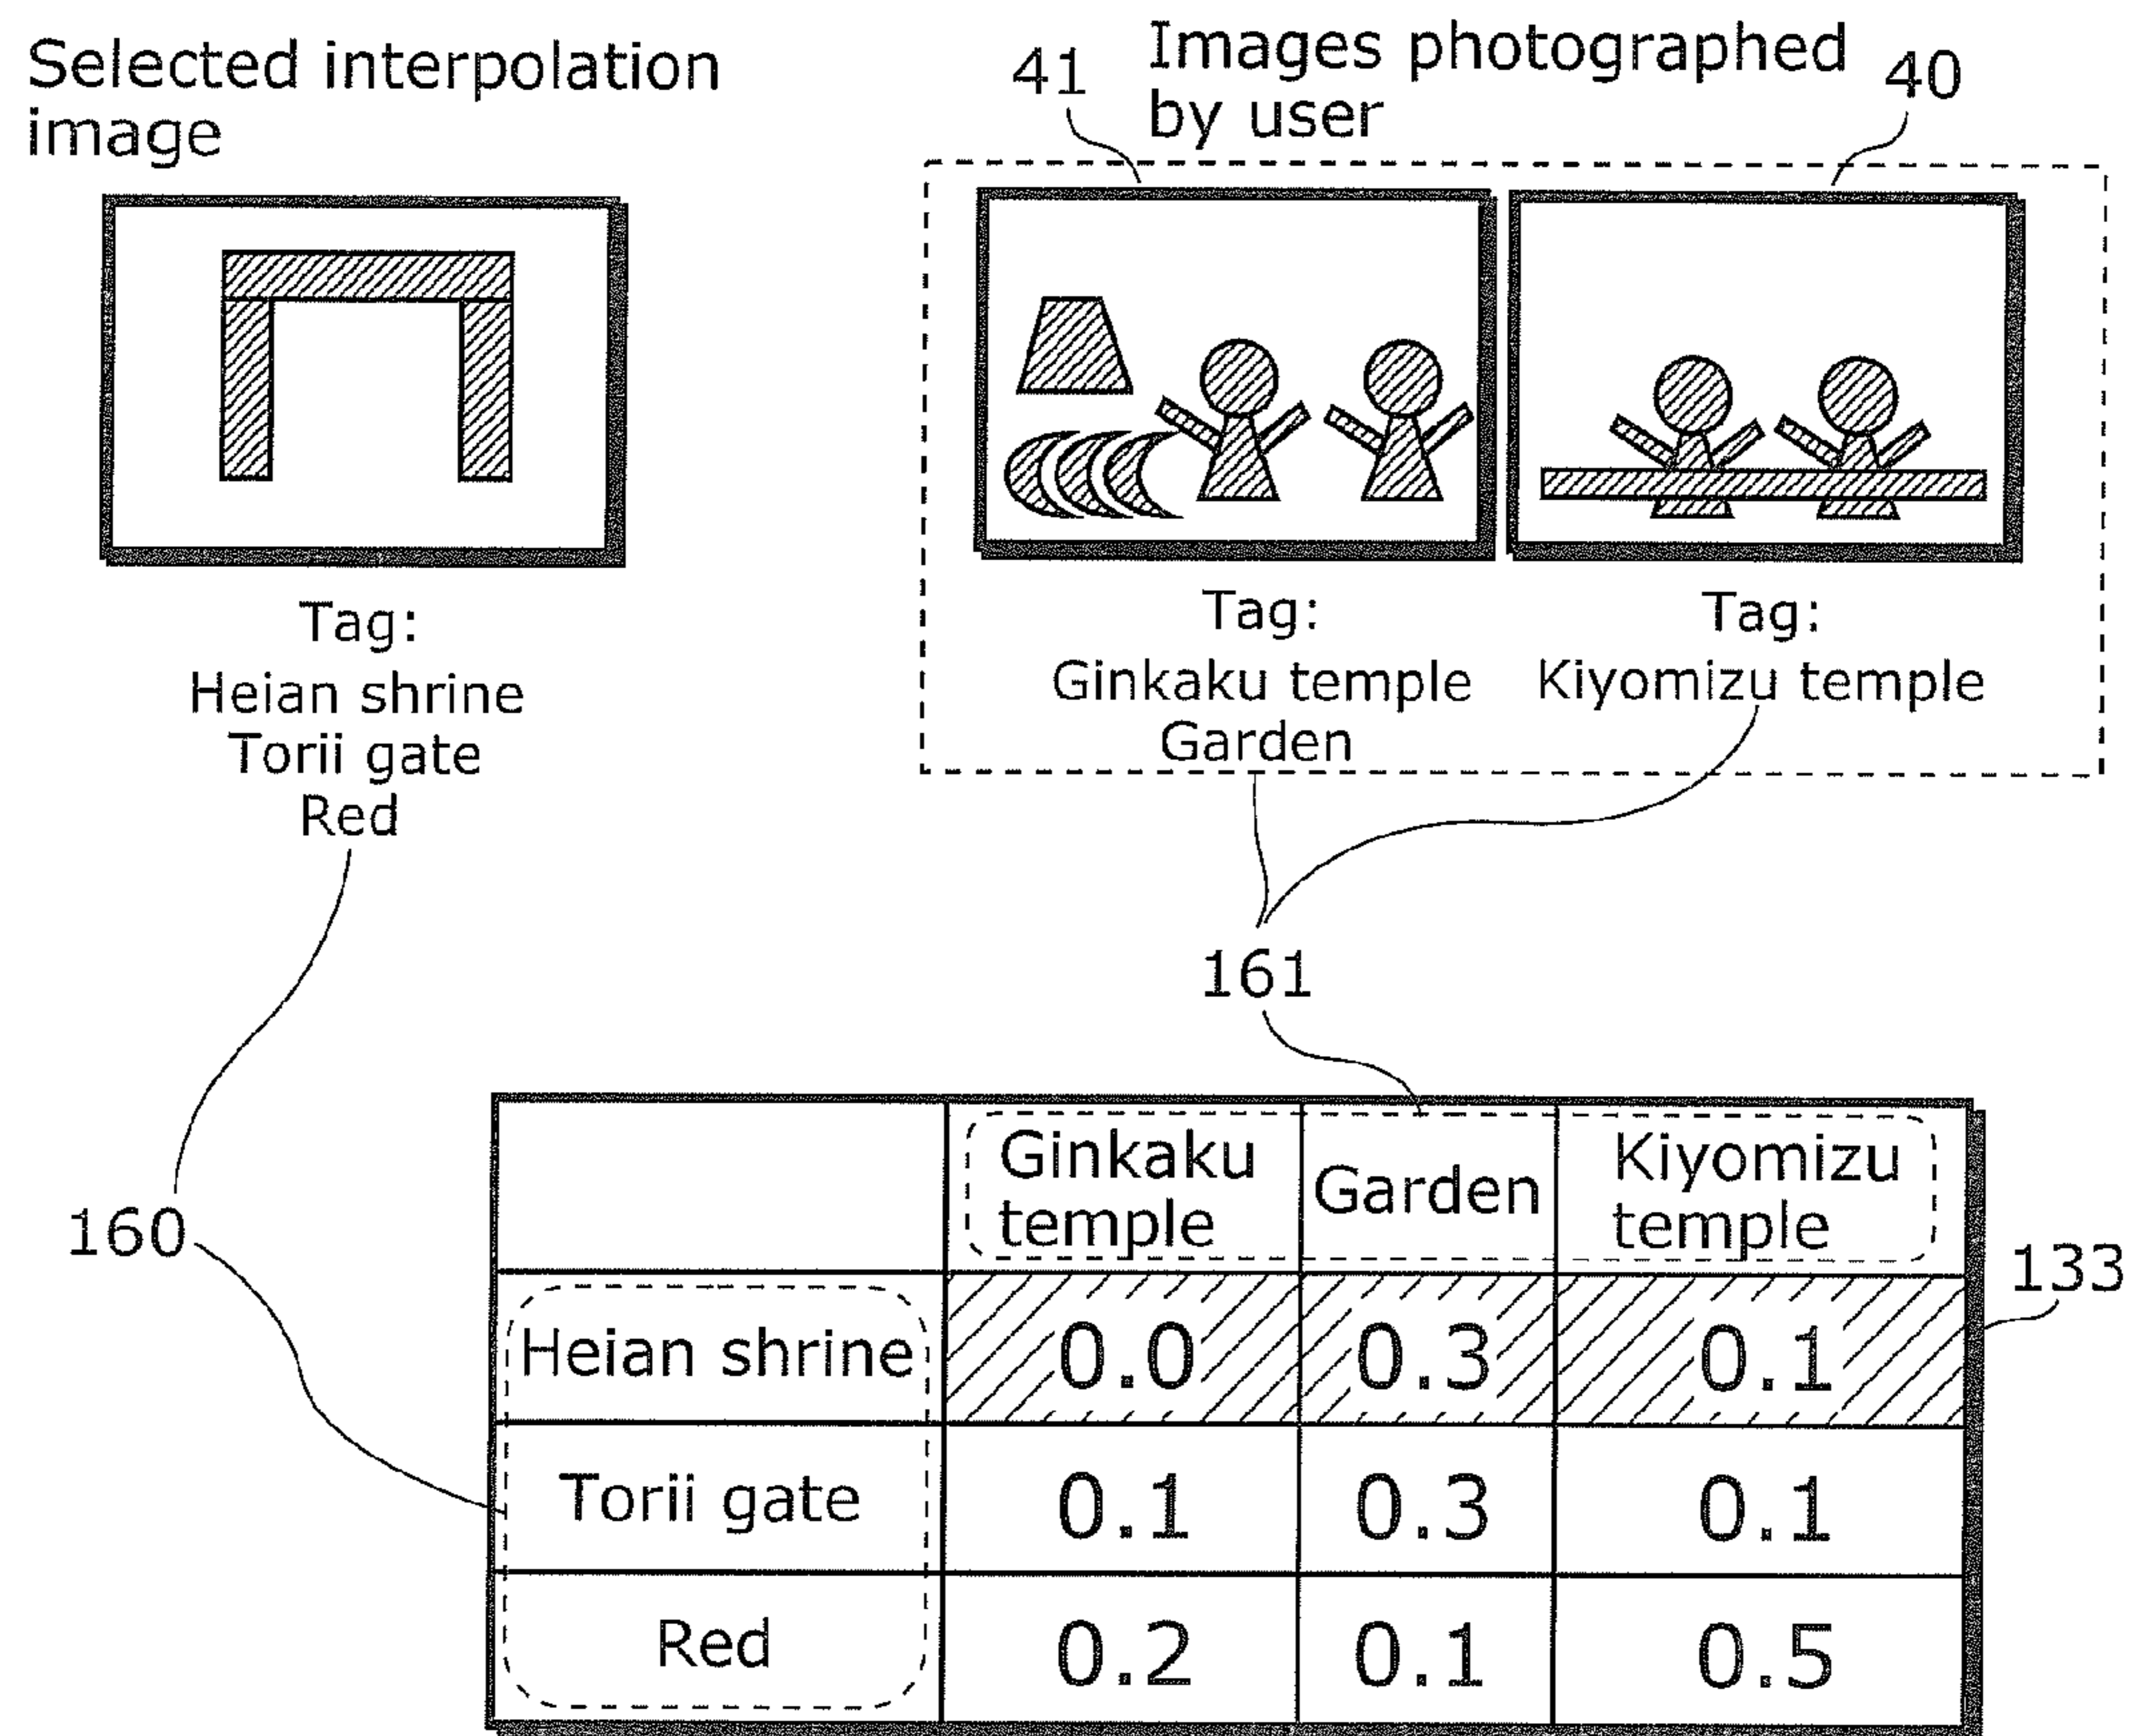 Selected interpolation
image
41
Images photographed
by user
40
Tag:
Heian shrine
Torii gate
Red
Tag:
Ginkaku temple
Garden
Tag:
Kiyomizu temple
161
160
133
Ginkaku
temple
Garden
Kiyomizu
temple
Heian shrine
0.0
0.3
0.1
Torii gate
0.1
0.3
0.1
Red
0.2
0.1
0.5